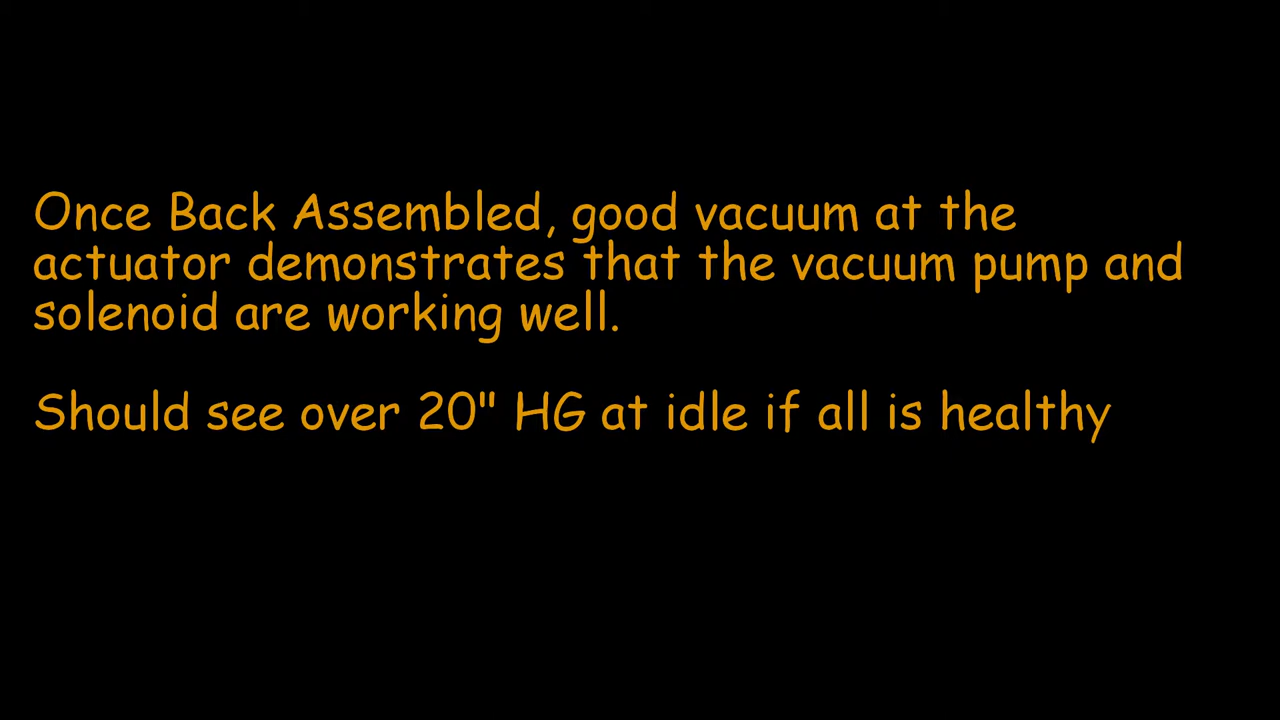 Once Back Assembled, good vacuum at the
actuator demonstrates that the vacuum pump and
solenoid are working well.
Should see over 20" HG at idle if all is healthy